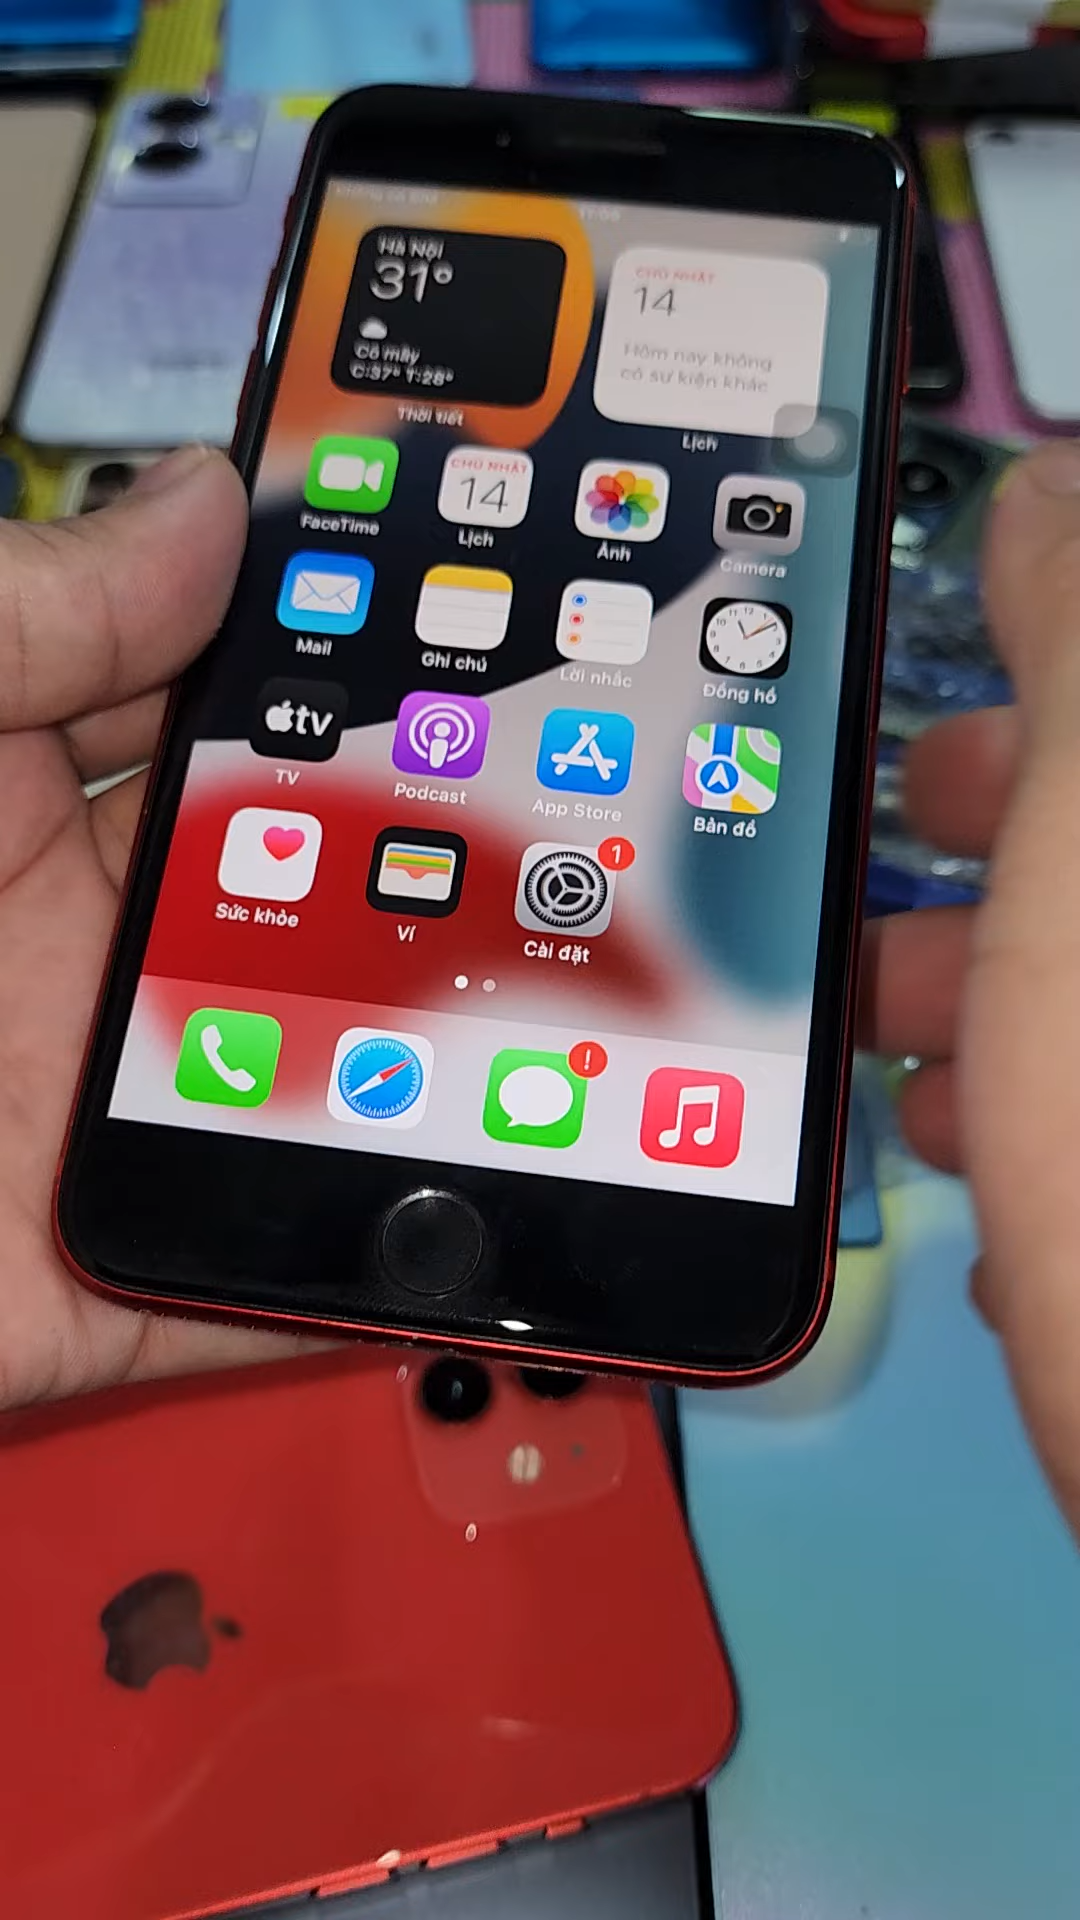 Hà Nội
31°
Có mây
C:37° T:28°
Thời tiết
CHỦ NHẬT
14
Hôm nay không
có sự kiện khác
Lịch
FaceTime
CHỦ NHẬT
14
Lịch
Ảnh
Camera
Mail
Ghi chú
Lời nhắc
Đồng hồ
tv
TV
Podcast
App Store
Bản đồ
Sức khỏe
Ví
1
Cài đặt
!